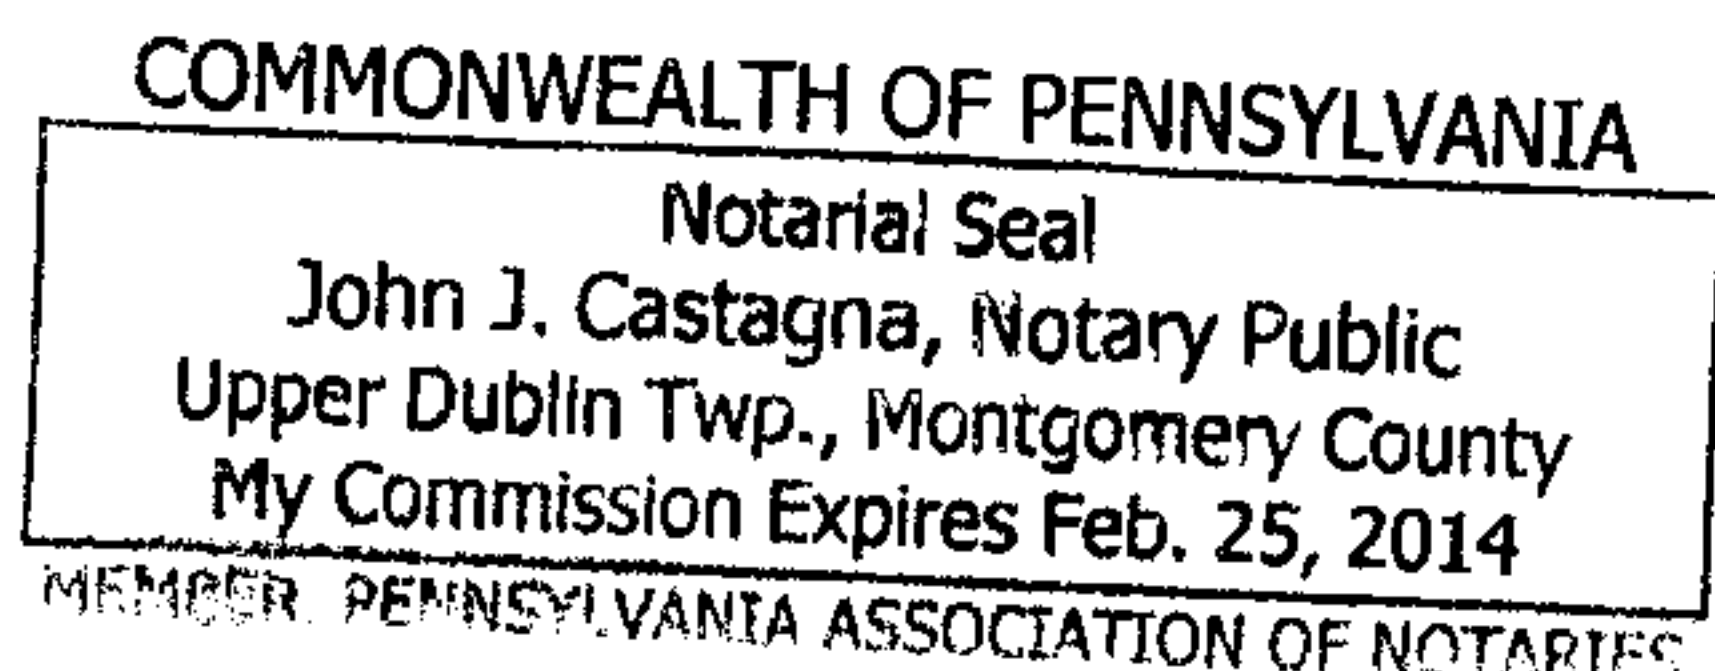 COMMONWEALTH OF PENNSYLVANIA
Notarial Seal
John J. Castagna, Notary Public
Upper Dublin Twp., Montgomery County
My Commission Expires Feb. 25, 2014
MEMBER, PENNSYLVANIA ASSOCIATION OF NOTARIES